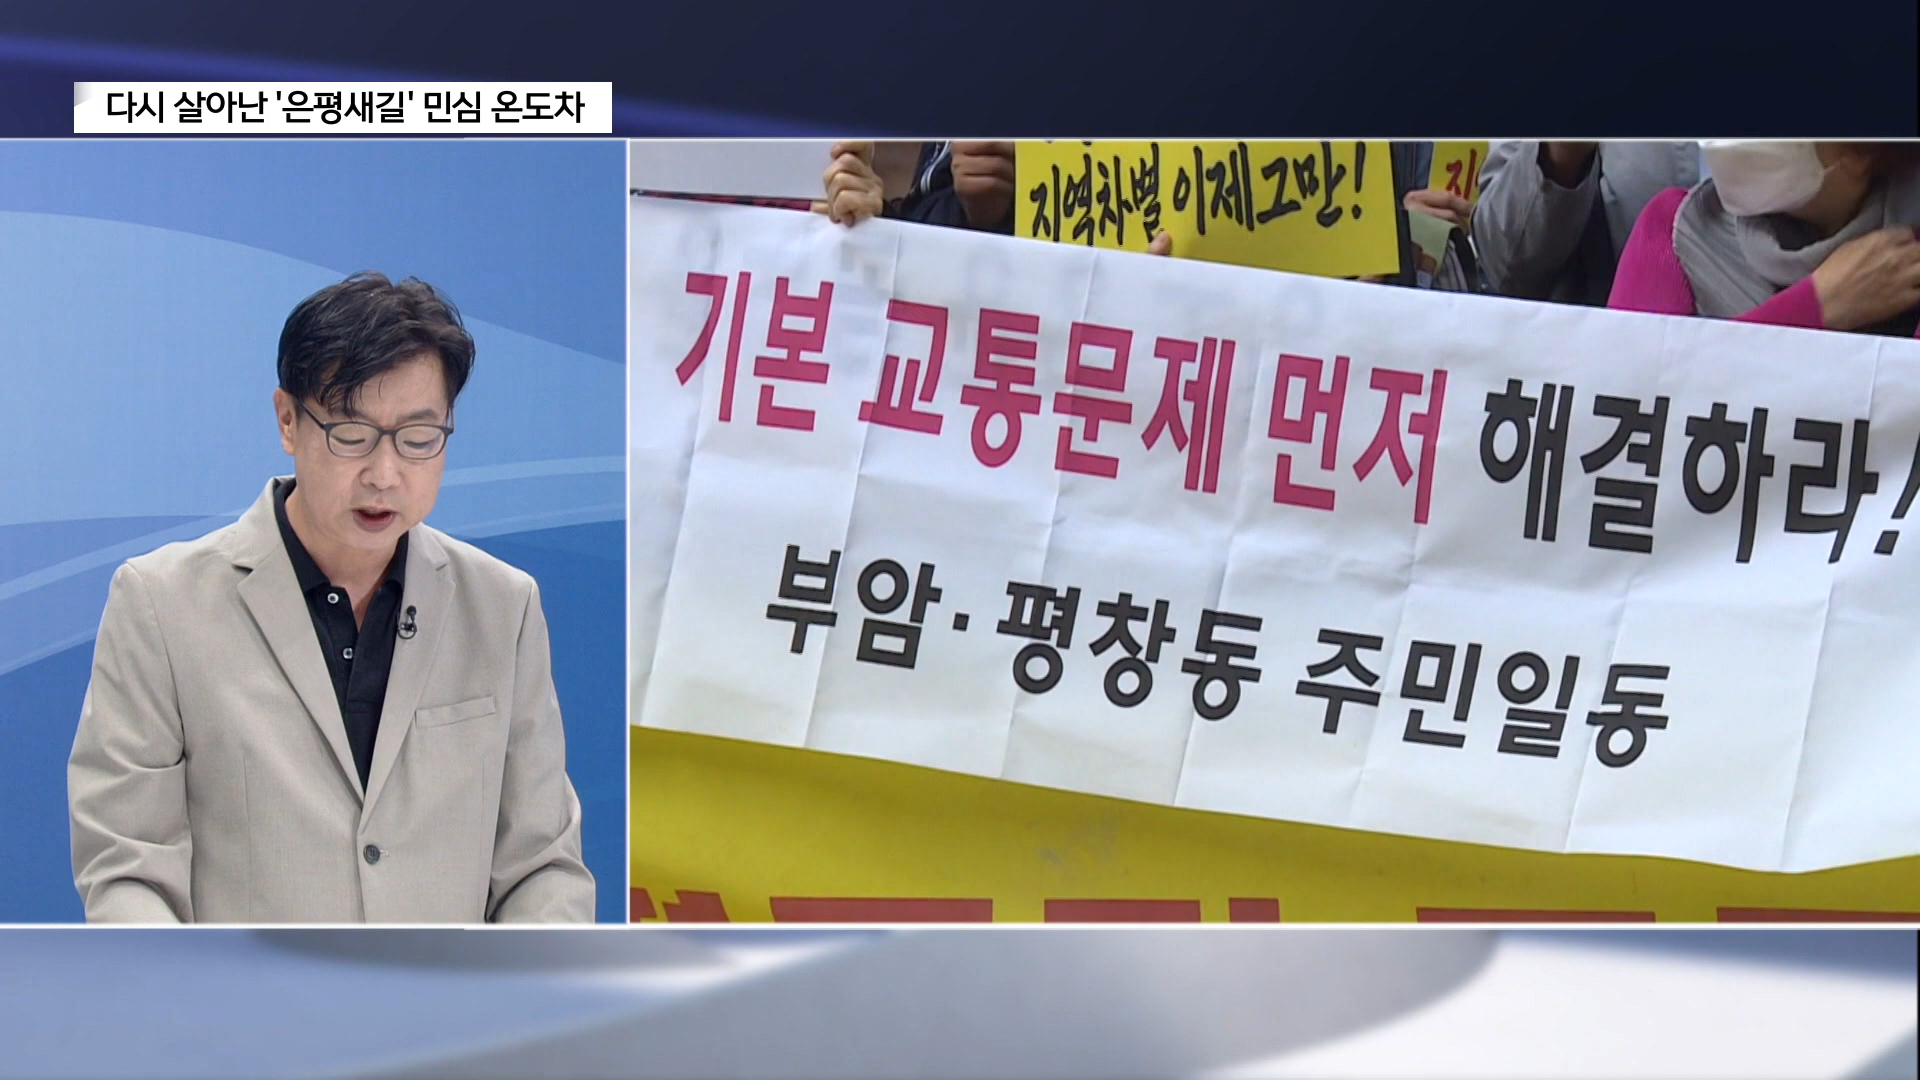 다시 살아난 '은평새길' 민심 온도차
지역차별 이제그만!
기본 교통문제 먼저 해결하라!
부암·평창동 주민일동